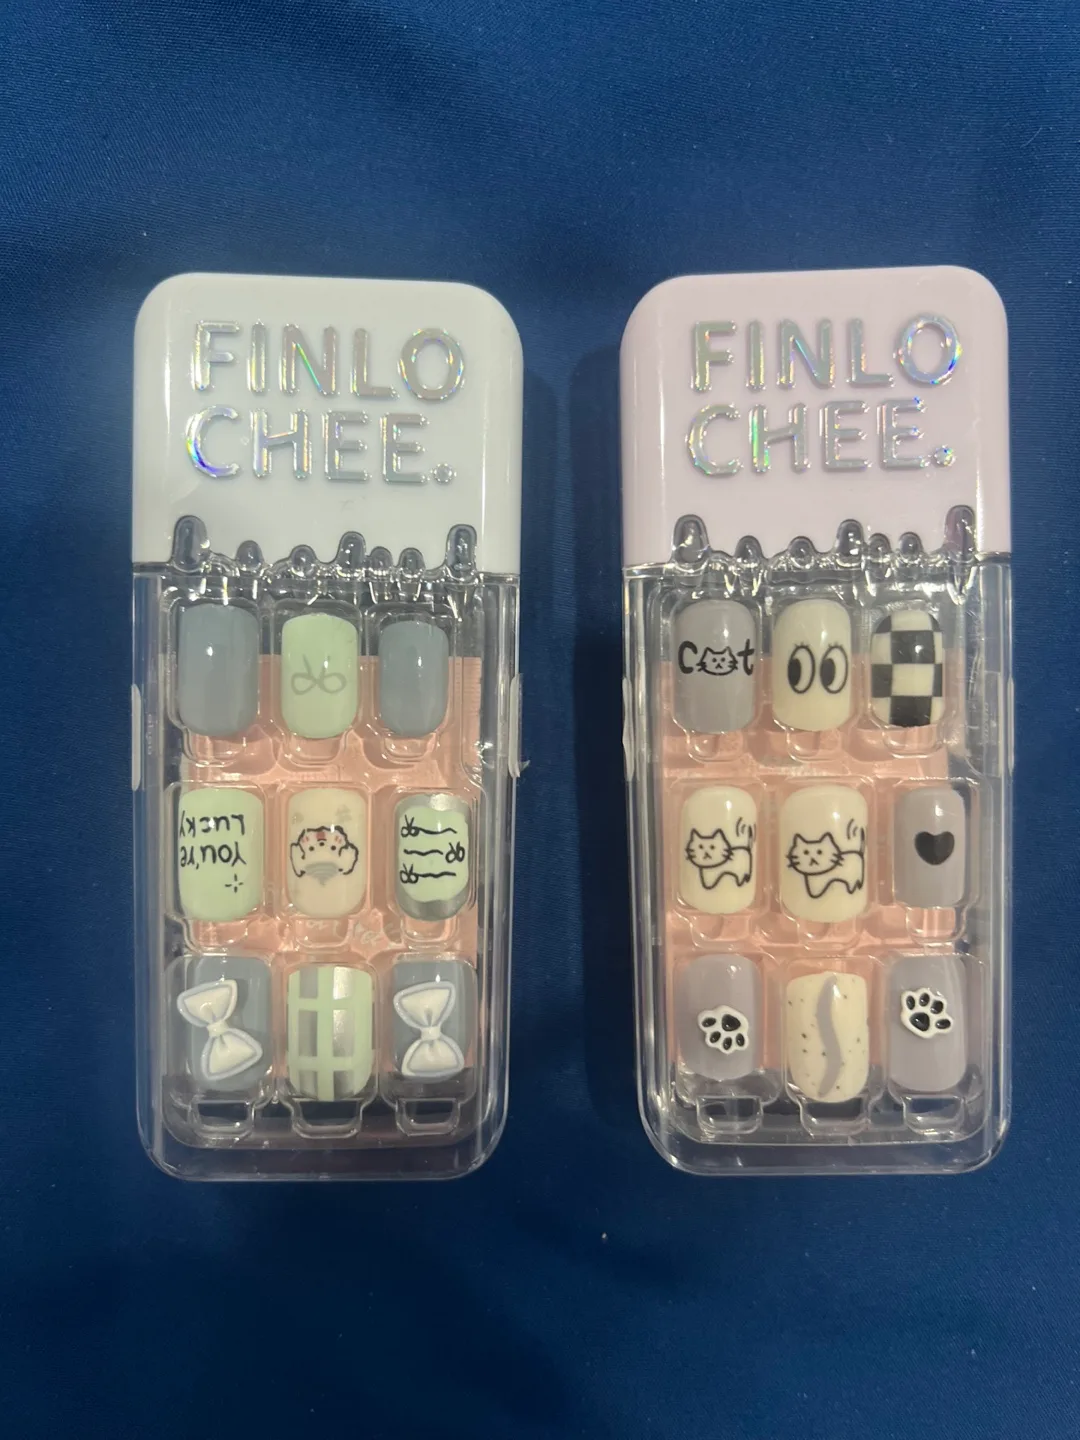 FINLO
CHEE.
YOU'RE
LUCKY
FINLO
CHEE.
cat